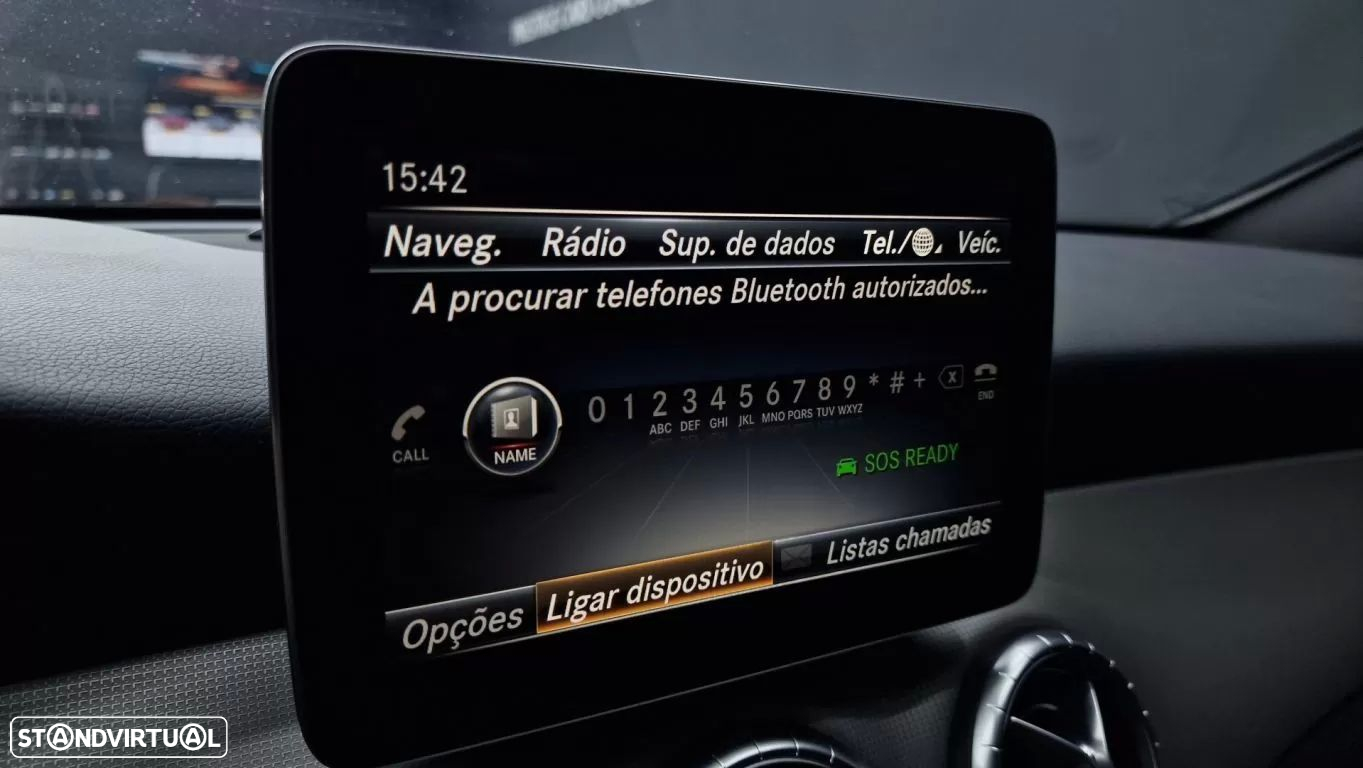 15:42
Naveg. Rádio Sup. de dados Tel./ Veíc.
A procurar telefones Bluetooth autorizados...
CALL
NAME
0 1 2 3 4 5 6 7 8 9 * # +
ABC DEF GHI JKL MNO PQRS TUV WXYZ
X
END
SOS READY
Opções Ligar dispositivo Listas chamadas
STANDVIRTUAL